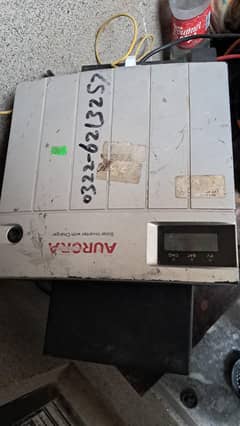 0322-6213257
AURORA
Solar Inverter with Charger